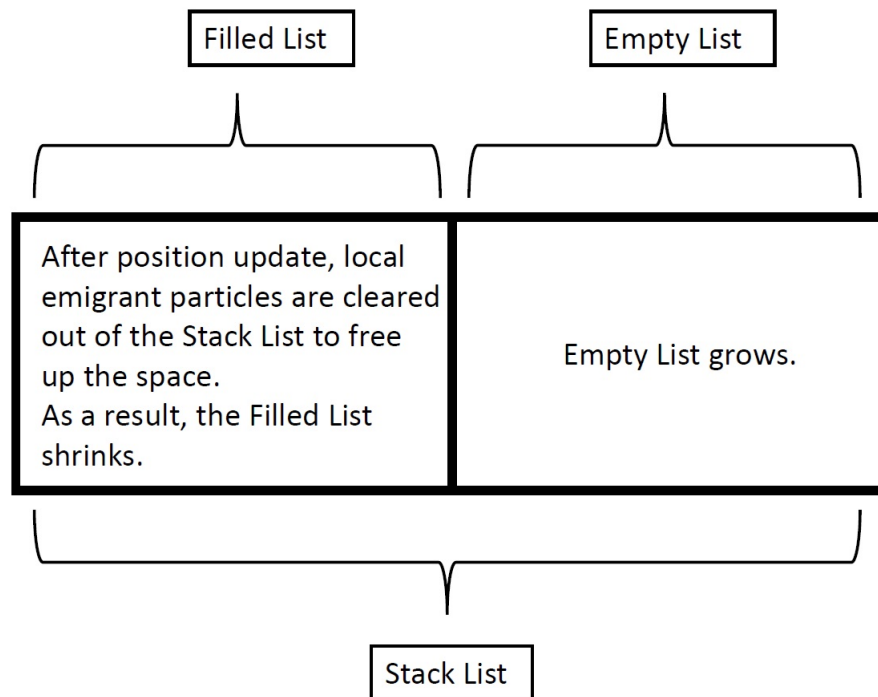 Filled List
Empty List
After position update, local
emigrant particles are cleared
out of the Stack List to free
up the space.
As a result, the Filled List
shrinks.
Empty List grows.
Stack List